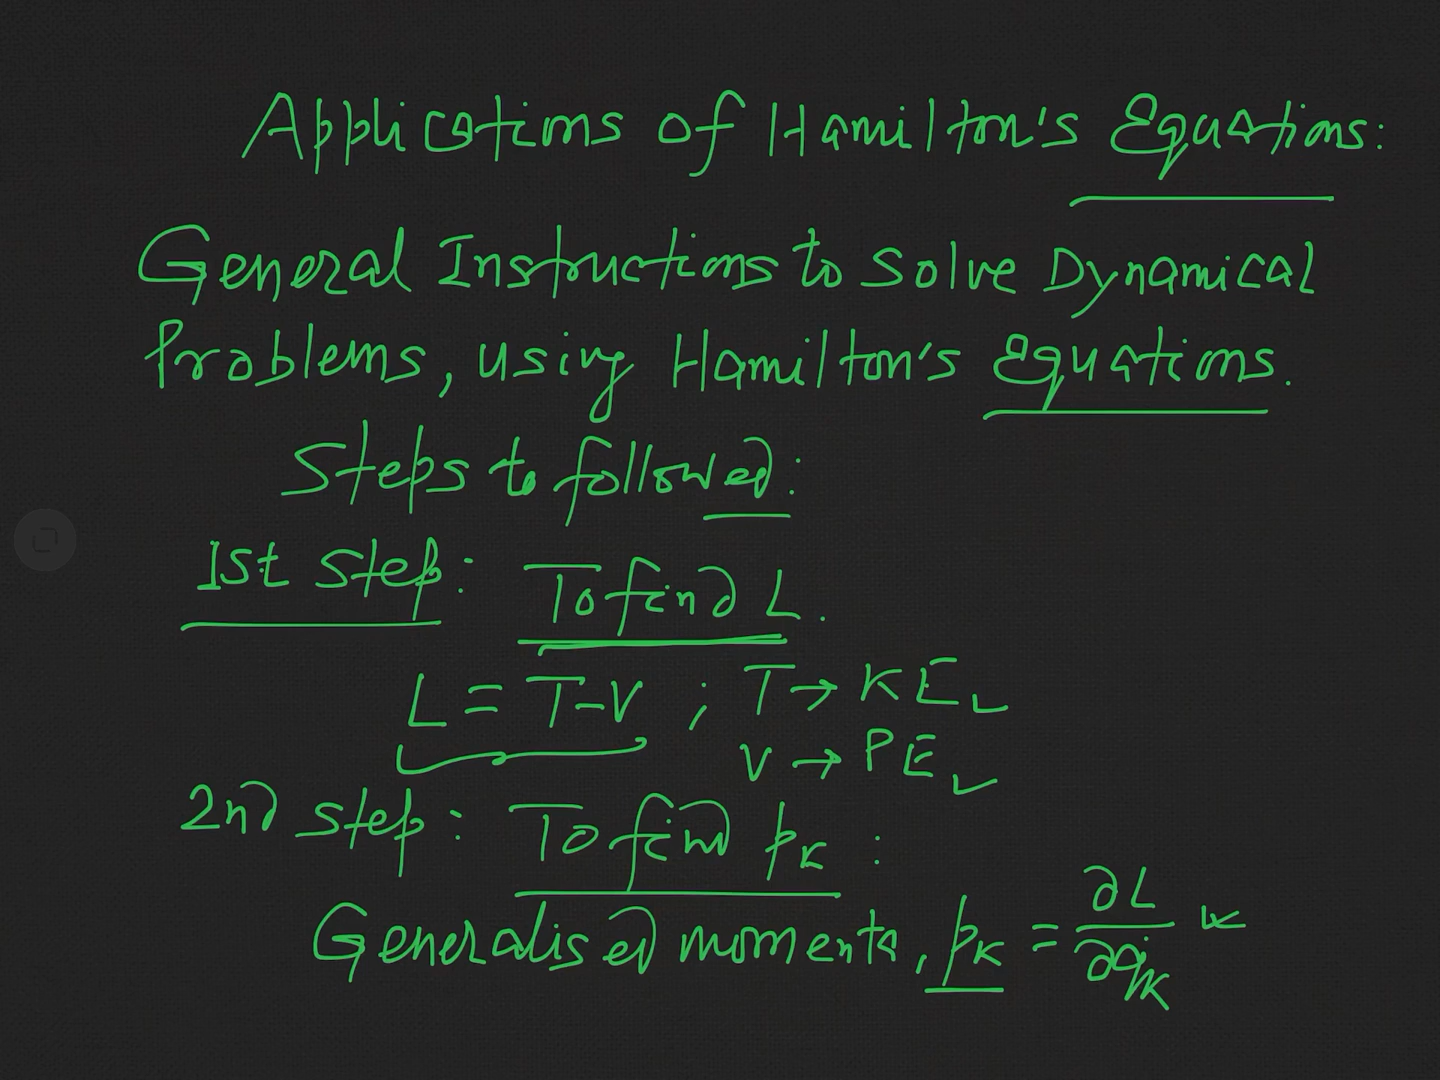 Applications of Hamilton's Equations:
General Instructions to solve Dynamical
Problems, using Hamilton's Equations.
Steps to followed:
1st step: To find L.
L = T-V ; T → KE
V → PE
2nd step: To find pₖ :
Generalised momenta, pₖ = ∂L/∂q̇ₖ